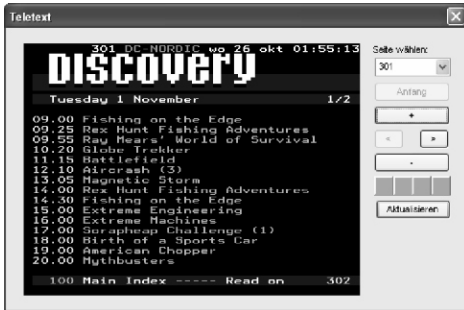 Teletext
301 DC-NORDIC wo 26 okt 01:55:13
Discovery
Tuesday 1 November 1/2
09.00 Fishing on the Edge
09.25 Rex Hunt Fishing Adventures
09.55 Ray Mears' World of Survival
10.20 Globe Trekker
11.15 Battlefield
12.10 Aircrash (3)
13.05 Magnetic Storm
14.00 Rex Hunt Fishing Adventures
14.30 Fishing on the Edge
15.00 Extreme Engineering
16.00 Extreme Machines
17.00 Scrapheap Challenge (1)
18.00 Birth of a Sports Car
19.00 American Chopper
20.00 Mythbusters
100 Main Index ----- Read on 302
Seite wählen:
301
Anfang
+
< >
-
Aktualisieren